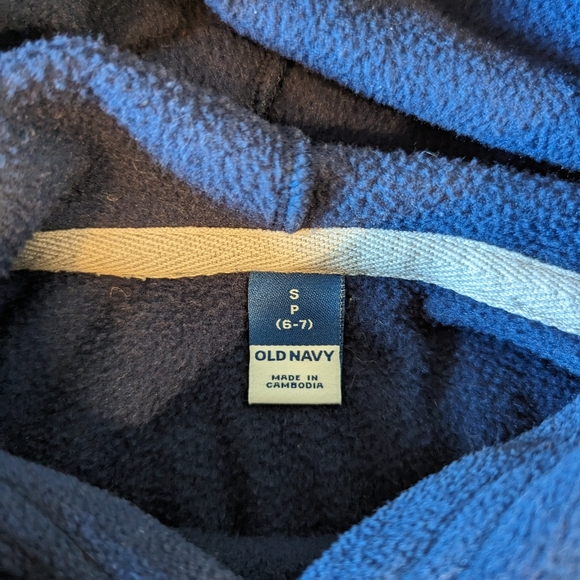 S
P
(6-7)
OLD NAVY
MADE IN
CAMBODIA